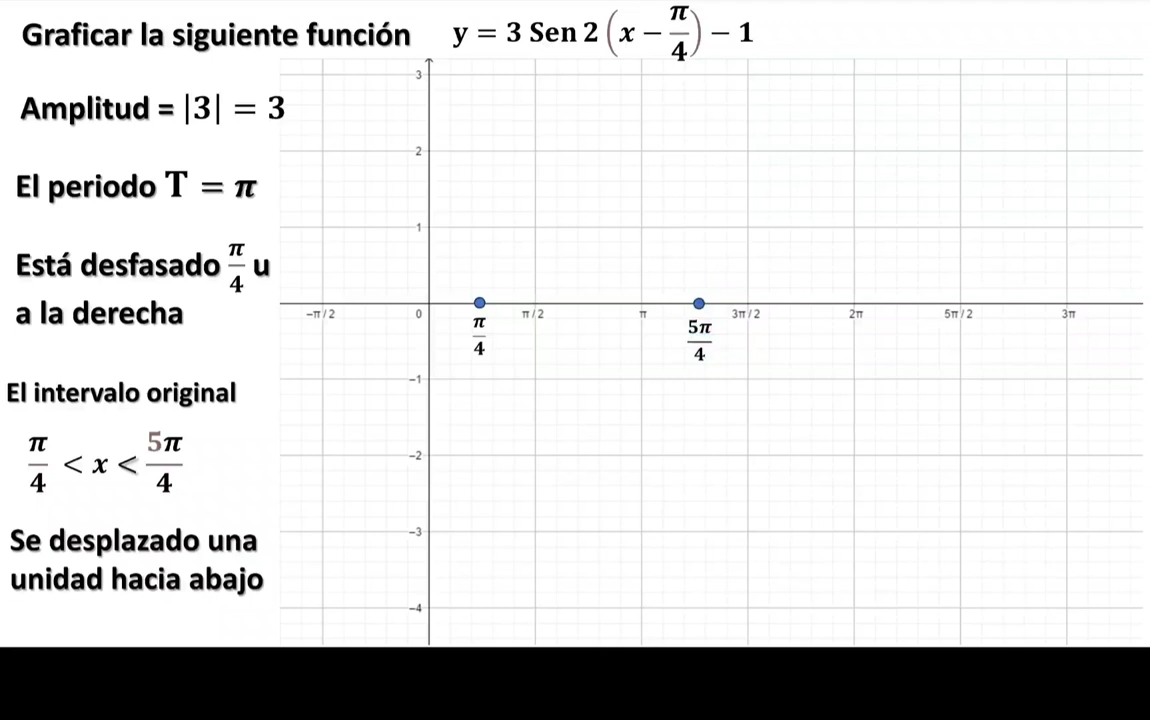 Graficar la siguiente función y = 3 Sen 2 (x − π/4) − 1
Amplitud = |3| = 3
El periodo T = π
Está desfasado π/4 u
a la derecha
El intervalo original
π/4 < x < 5π/4
Se desplazado una
unidad hacia abajo
3
2
1
−π/2 0 π/4 π/2 π 5π/4 3π/2 2π 5π/2 3π
−1
−2
−3
−4